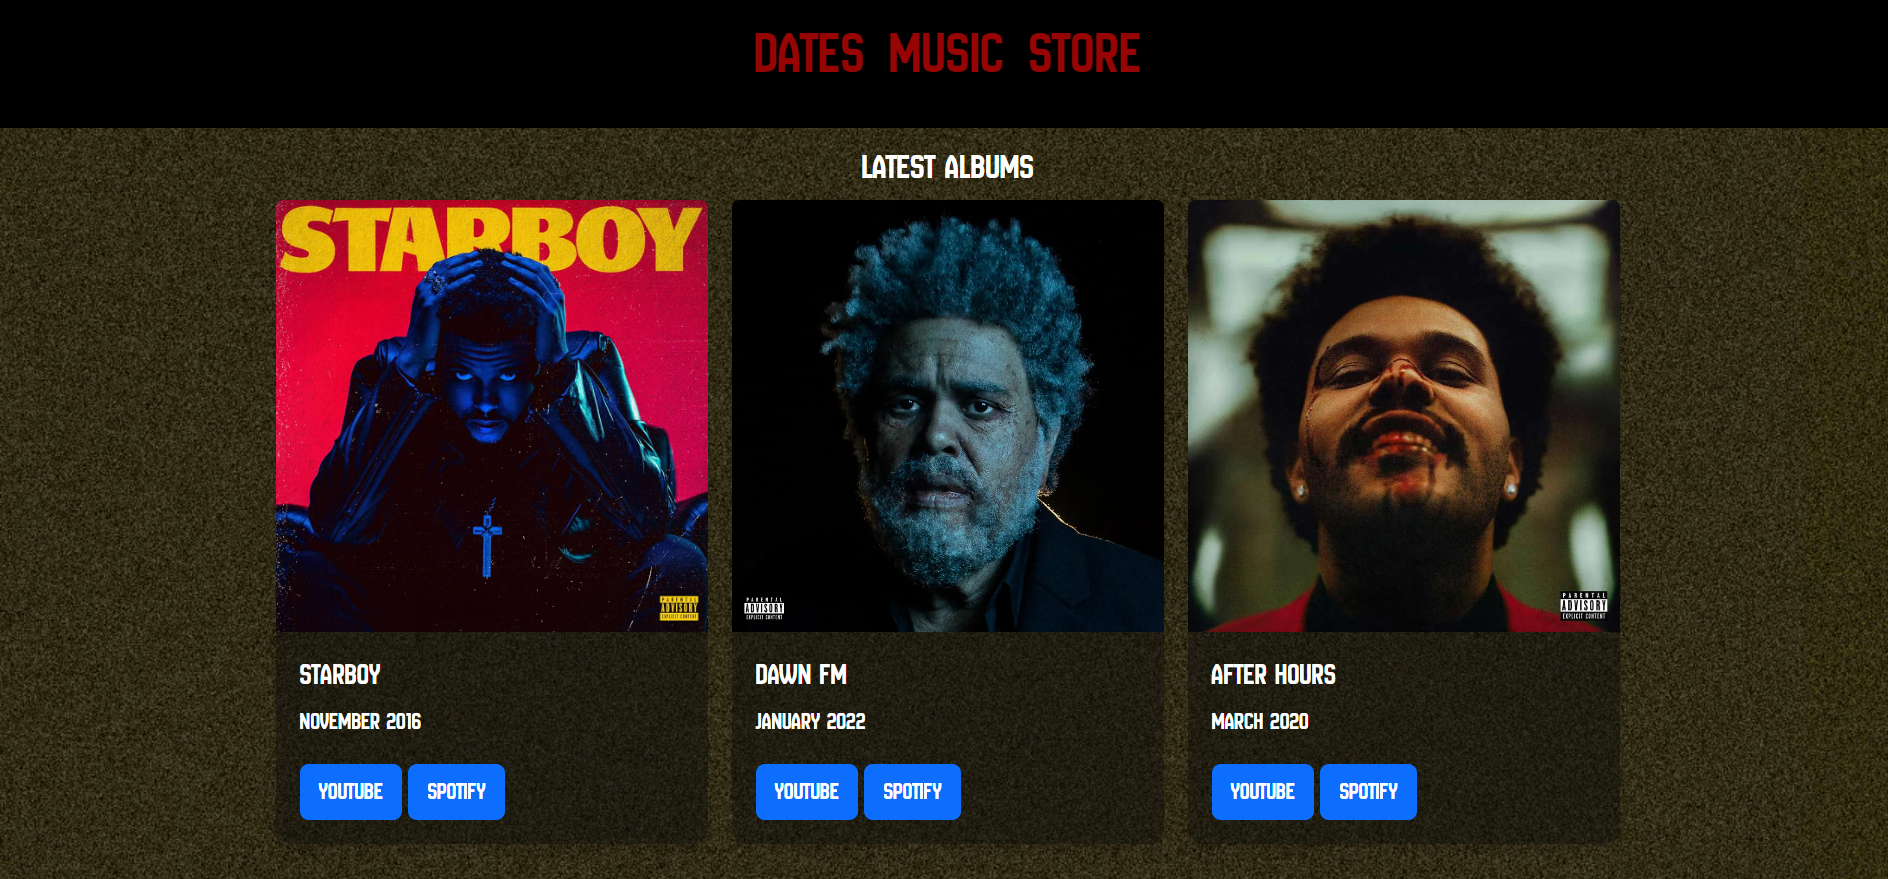 DATES MUSIC STORE
LATEST ALBUMS
STARBOY
PARENTAL
ADVISORY
EXPLICIT CONTENT
PARENTAL
ADVISORY
EXPLICIT CONTENT
PARENTAL
ADVISORY
EXPLICIT CONTENT
STARBOY
NOVEMBER 2016
YOUTUBE SPOTIFY
DAWN FM
JANUARY 2022
YOUTUBE SPOTIFY
AFTER HOURS
MARCH 2020
YOUTUBE SPOTIFY